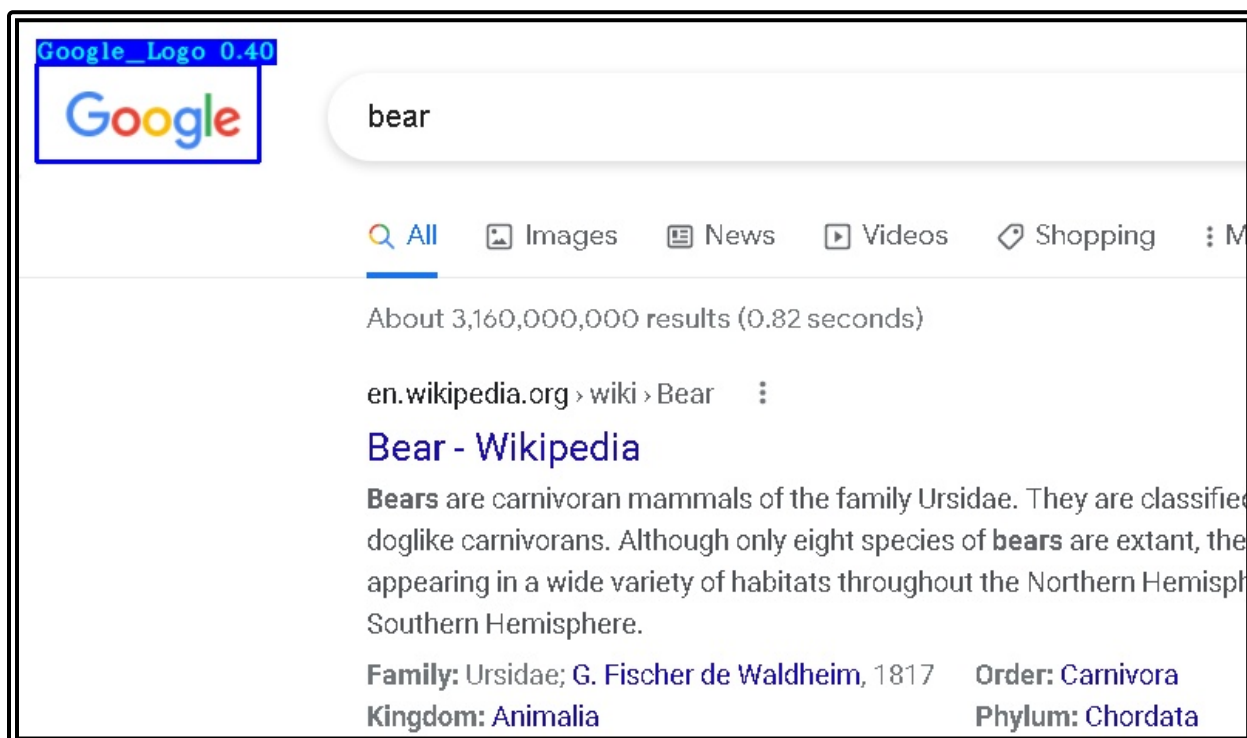 Google_Logo 0.40
Google
bear
All Images News Videos Shopping
About 3,160,000,000 results (0.82 seconds)
en.wikipedia.org › wiki › Bear
Bear - Wikipedia
Bears are carnivoran mammals of the family Ursidae. They are classified
doglike carnivorans. Although only eight species of bears are extant, the
appearing in a wide variety of habitats throughout the Northern Hemisph
Southern Hemisphere.
Family: Ursidae; G. Fischer de Waldheim, 1817 Order: Carnivora
Kingdom: Animalia Phylum: Chordata